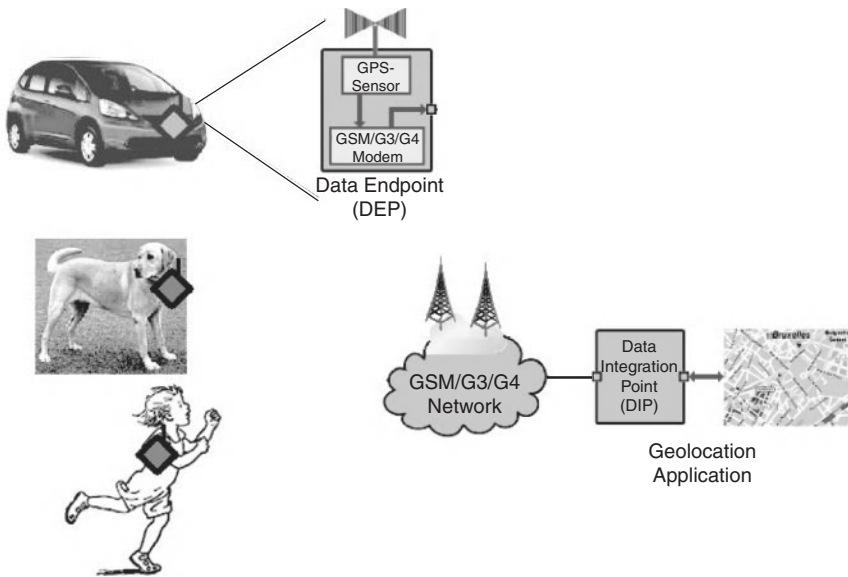 GPS-
Sensor
GSM/G3/G4
Modem
Data Endpoint
(DEP)
GSM/G3/G4
Network
Data
Integration
Point
(DIP)
Bruxelles
Geolocation
Application